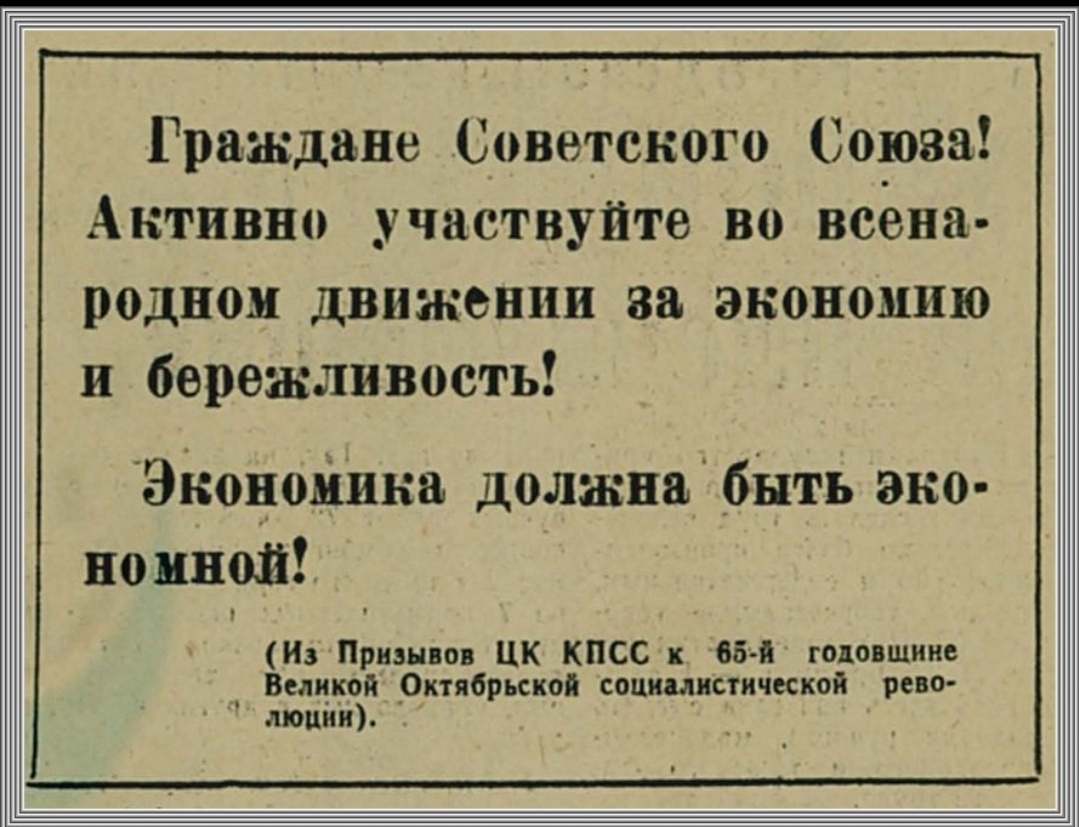 Граждане Советского Союза!
Активно участвуйте во всена-
родном движении за экономию
и бережливость!
Экономика должна быть эко-
номной!
(Из Призывов ЦК КПСС к 65-й годовщине
Великой Октябрьской социалистической рево-
люции).